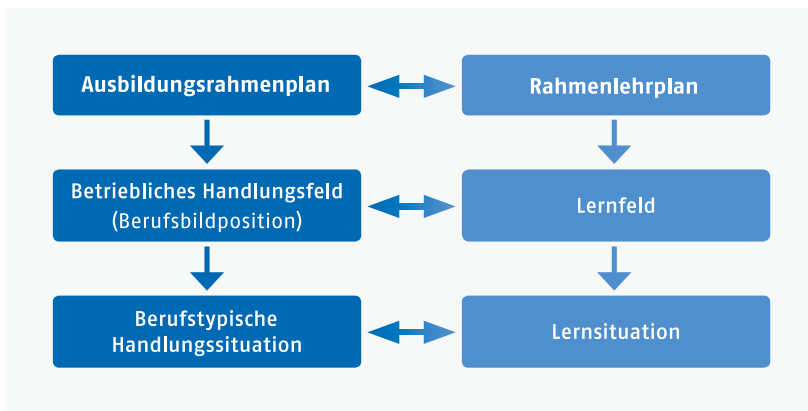 Ausbildungsrahmenplan
Rahmenlehrplan
Betriebliches Handlungsfeld
(Berufsbildposition)
Lernfeld
Berufstypische
Handlungssituation
Lernsituation